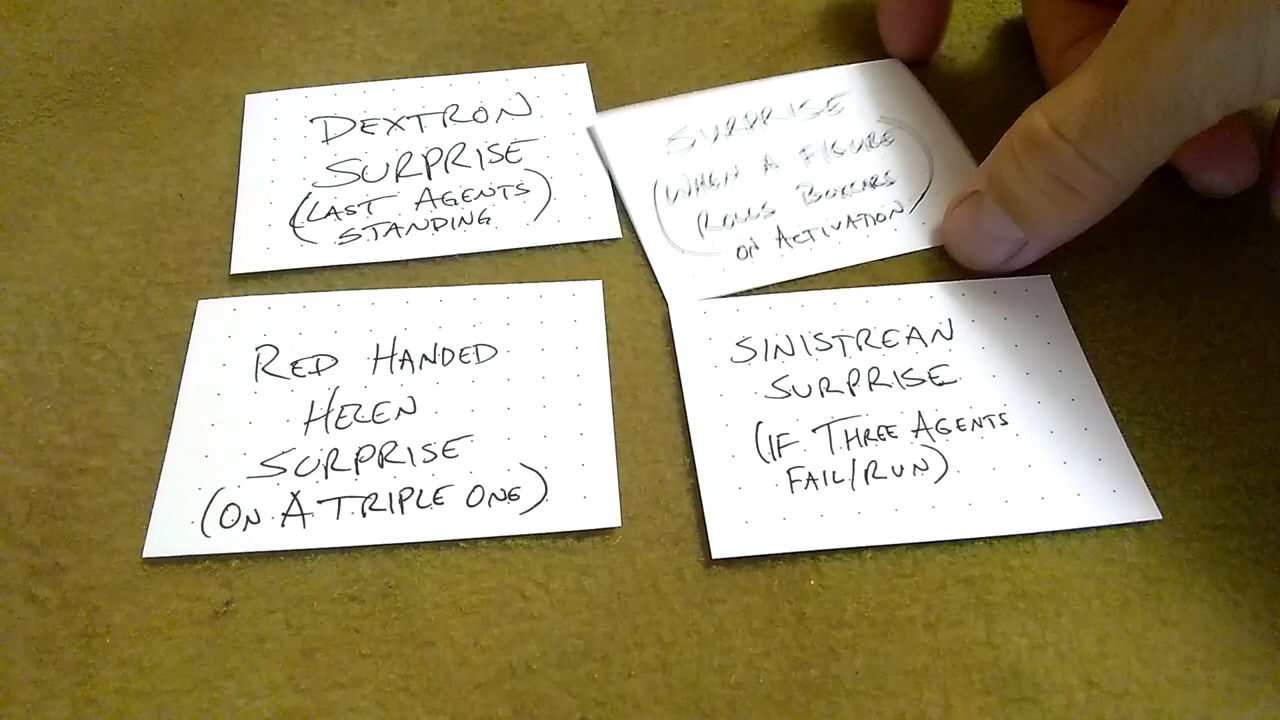 DEXTRON
SURPRISE
(LAST AGENTS
STANDING)
SURPRISE
(WHEN A FIGURE
ROLLS BOXCARS
ON ACTIVATION)
RED HANDED
HELEN
SURPRISE
(ON A TRIPLE ONE)
SINISTREAN
SURPRISE
(IF THREE AGENTS
FAIL/RUN)